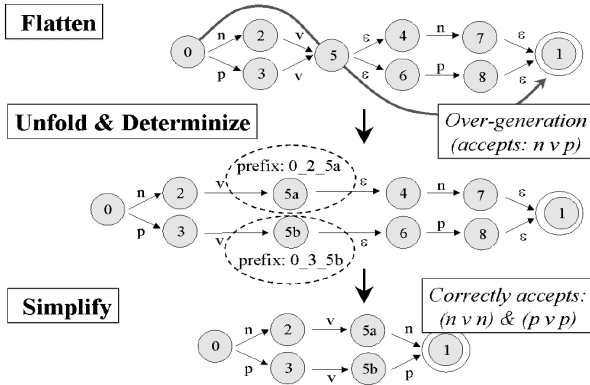 Flatten
0 n 2 v 5 ε 4 n 7 ε 1
p 3 v ε 6 p 8 ε
Over-generation
(accepts: n v p)
Unfold & Determinize
prefix: 0_2_5a
0 n 2 v 5a ε 4 n 7 ε 1
p 3 v 5b ε 6 p 8 ε
prefix: 0_3_5b
Simplify
Correctly accepts:
(n v n) & (p v p)
0 n 2 v 5a n 1
p 3 v 5b p